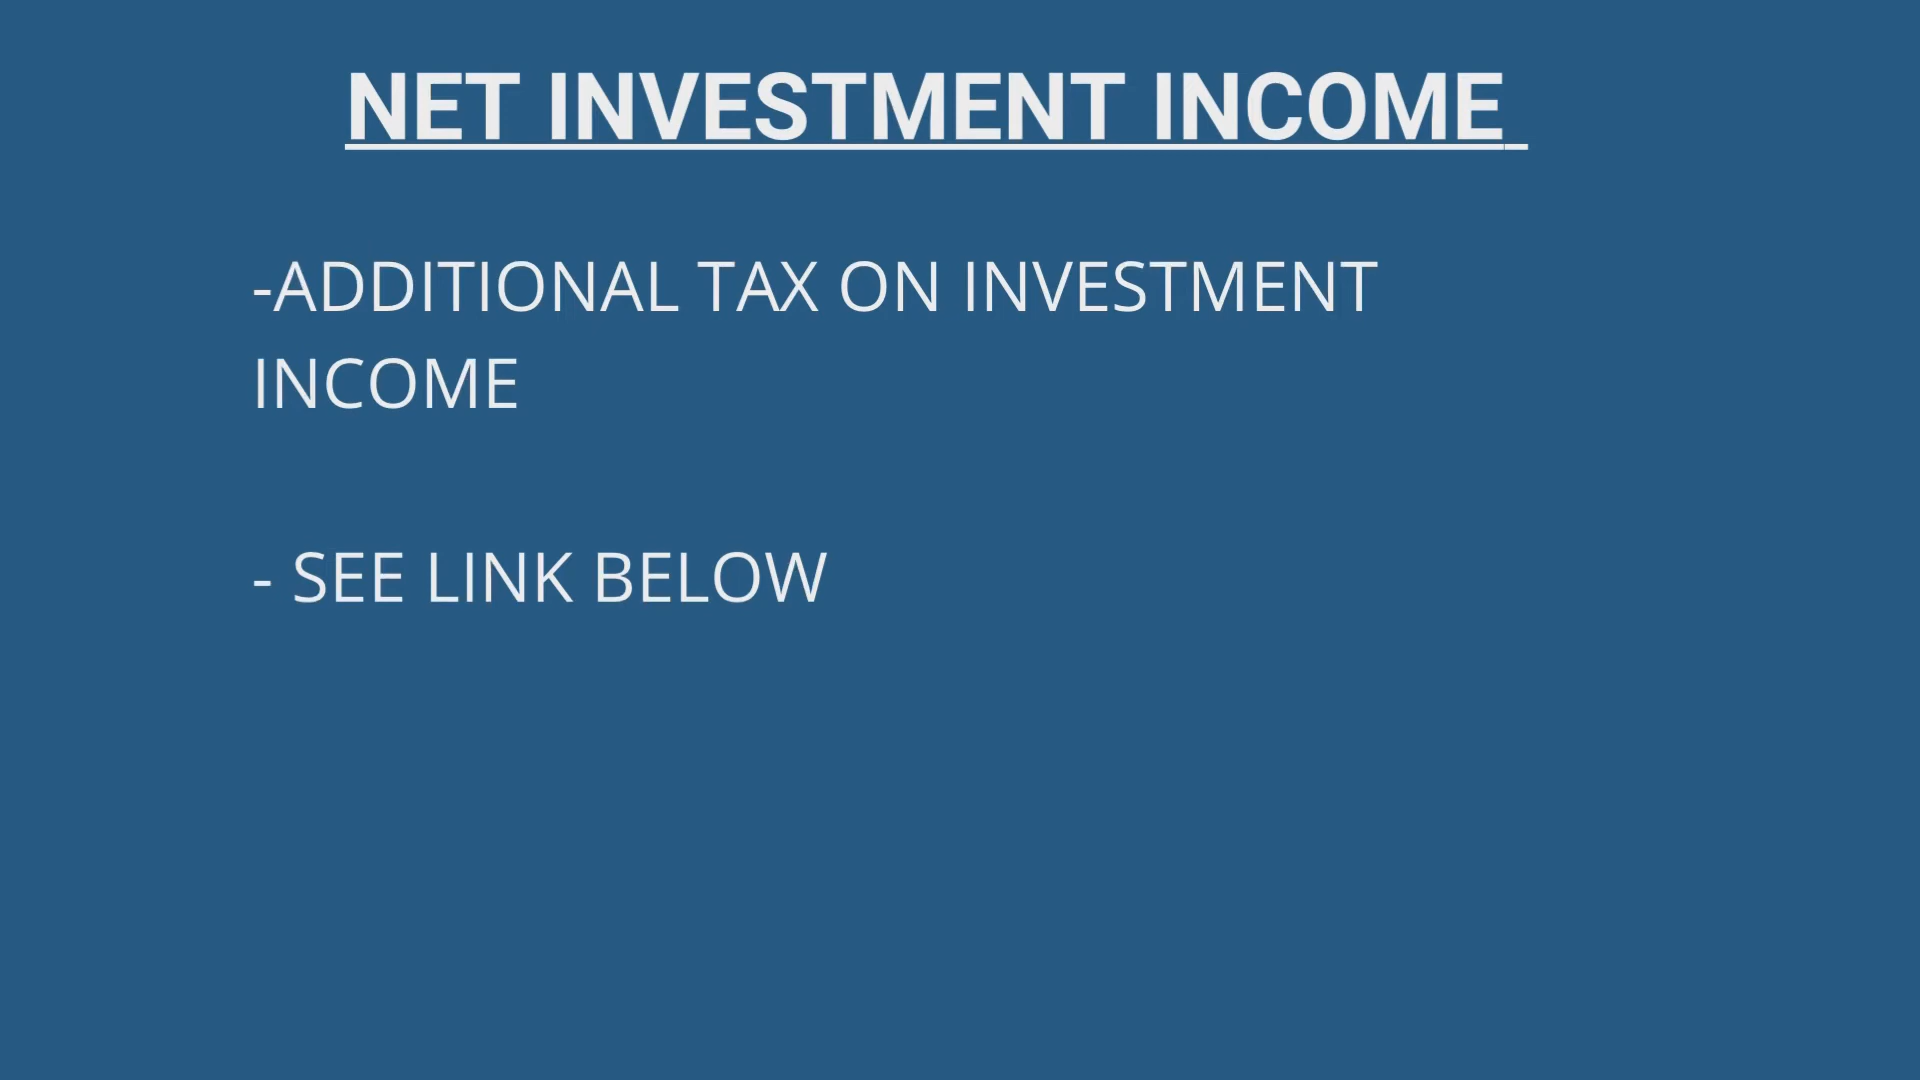 NET INVESTMENT INCOME
-ADDITIONAL TAX ON INVESTMENT
INCOME
- SEE LINK BELOW